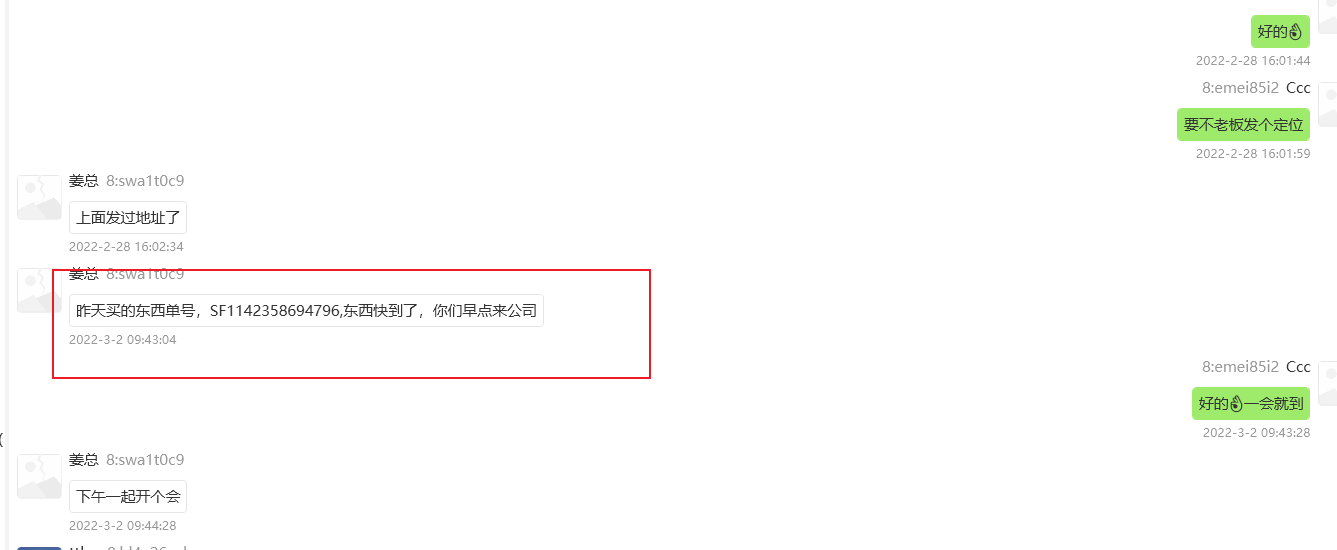 好的👌
2022-2-28 16:01:44
8:emei85i2 Ccc
要不老板发个定位
2022-2-28 16:01:59
姜总 8:swa1t0c9
上面发过地址了
2022-2-28 16:02:34
姜总 8:swa1t0c9
昨天买的东西单号，SF1142358694796,东西快到了，你们早点来公司
2022-3-2 09:43:04
8:emei85i2 Ccc
好的👌一会就到
2022-3-2 09:43:28
(
姜总 8:swa1t0c9
下午一起开个会
2022-3-2 09:44:28